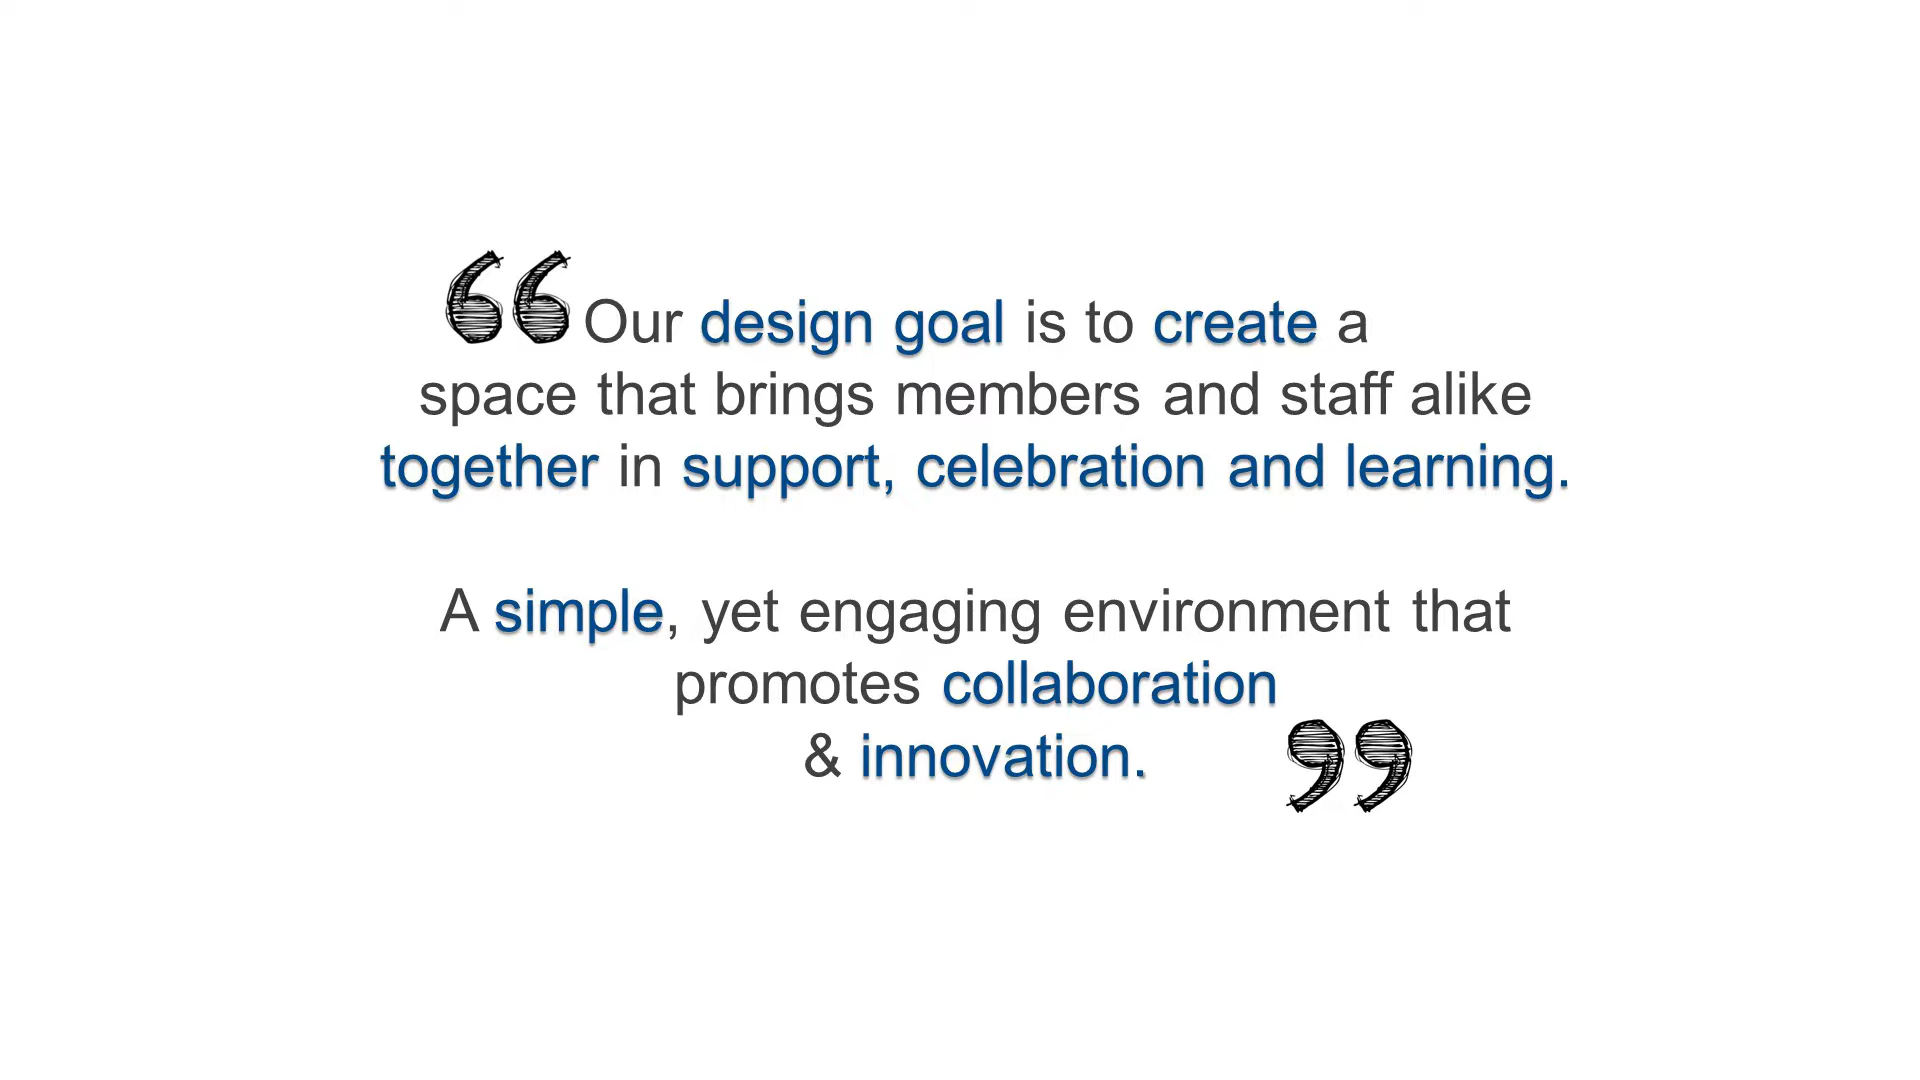 “Our design goal is to create a
space that brings members and staff alike
together in support, celebration and learning.
A simple, yet engaging environment that
promotes collaboration
& innovation.”